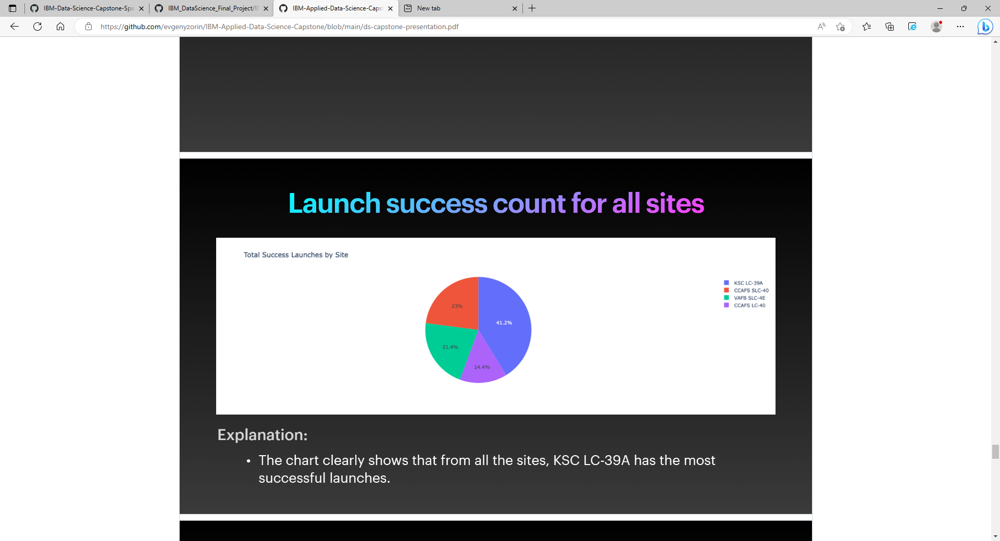 IBM-Data-Science-Capstone-Spa
IBM_DataScience_Final_Project/IE
IBM-Applied-Data-Science-Capst
New tab
https://github.com/evgenyzorin/IBM-Applied-Data-Science-Capstone/blob/main/ds-capstone-presentation.pdf
Launch success count for all sites
Total Success Launches by Site
KSC LC-39A
CCAFS SLC-40
VAFB SLC-4E
CCAFS LC-40
23%
41.2%
21.4%
14.4%
Explanation:
• The chart clearly shows that from all the sites, KSC LC-39A has the most
successful launches.